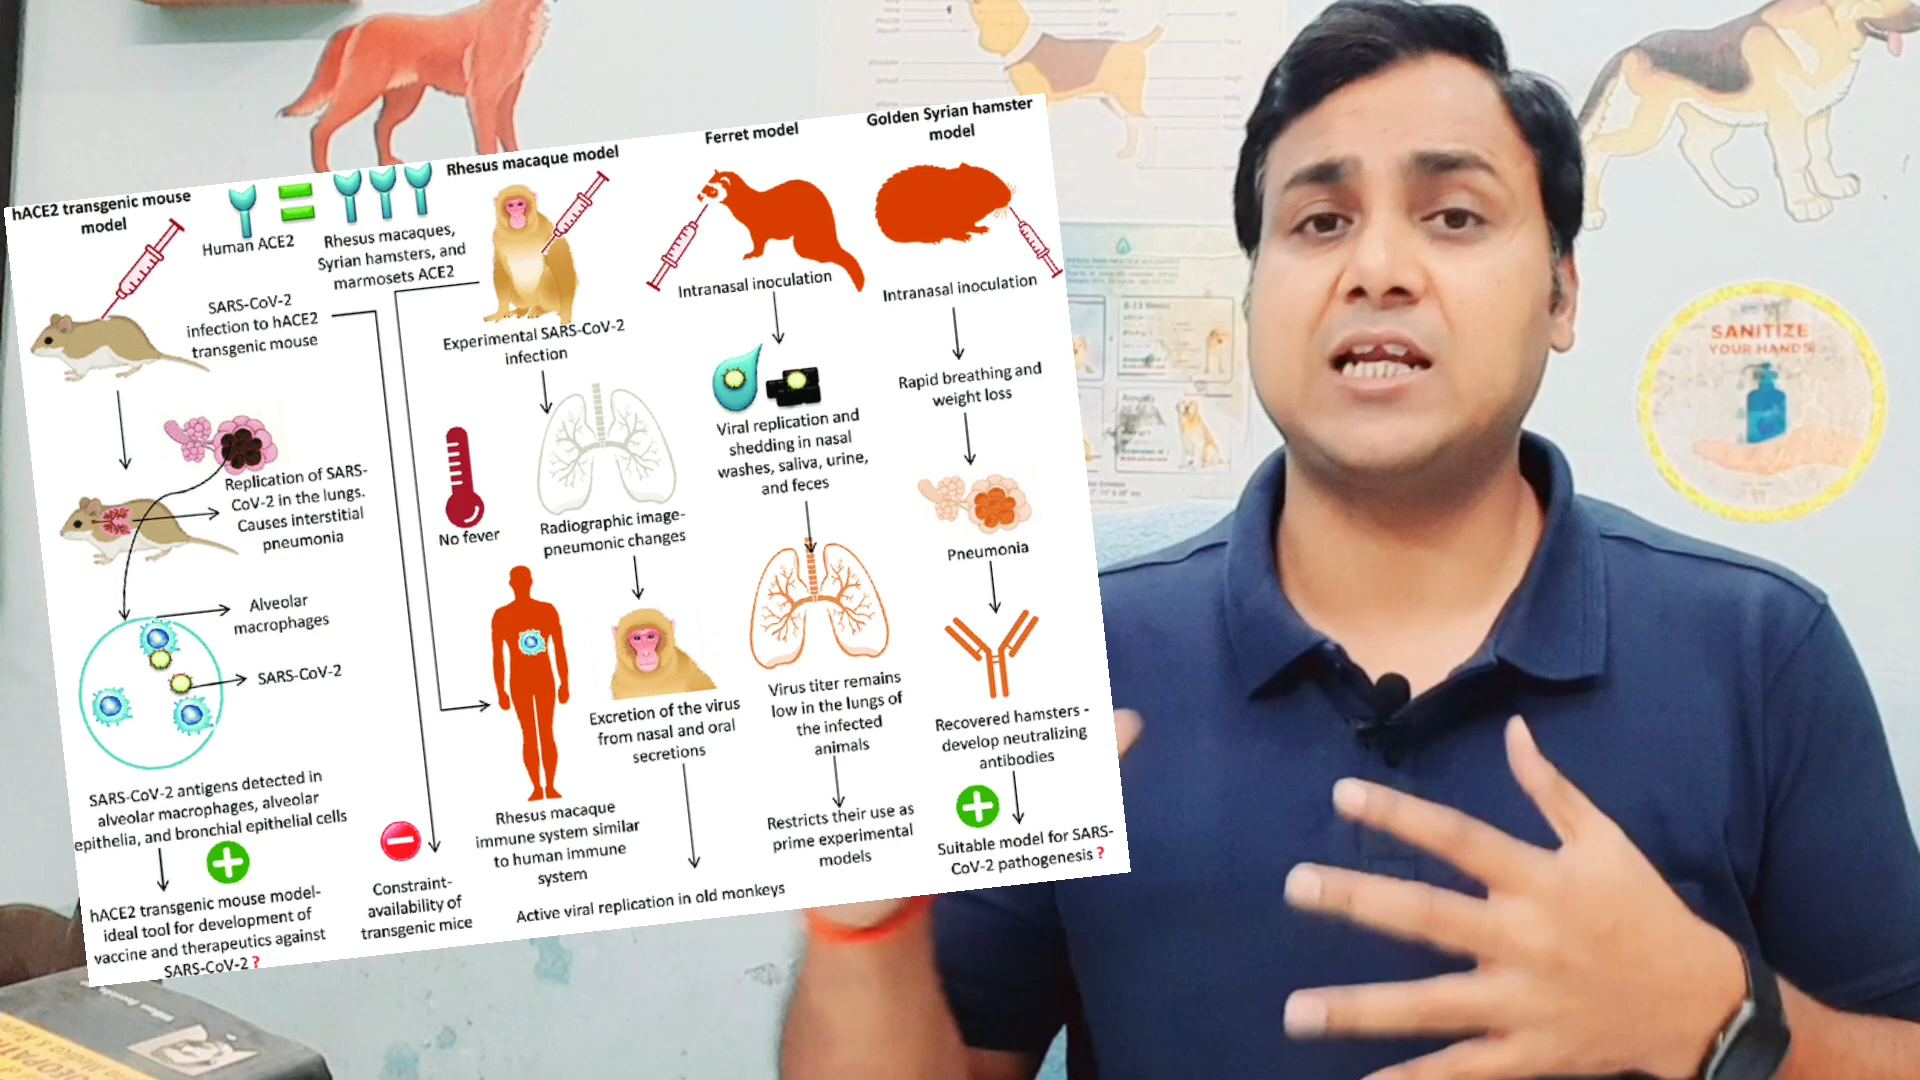 hACE2 transgenic mouse
model
Human ACE2
Rhesus macaques,
Syrian hamsters, and
marmosets ACE2
SARS-CoV-2
infection to hACE2
transgenic mouse
Replication of SARS-
CoV-2 in the lungs.
Causes interstitial
pneumonia
Alveolar
macrophages
SARS-CoV-2
SARS-CoV-2 antigens detected in
alveolar macrophages, alveolar
epithelia, and bronchial epithelial cells
hACE2 transgenic mouse model-
ideal tool for development of
vaccine and therapeutics against
SARS-CoV-2 ?
Constraint-
availability of
transgenic mice
Rhesus macaque model
Experimental SARS-CoV-2
infection
No fever
Radiographic image-
pneumonic changes
Rhesus macaque
immune system similar
to human immune
system
Excretion of the virus
from nasal and oral
secretions
Active viral replication in old monkeys
Ferret model
Intranasal inoculation
Viral replication and
shedding in nasal
washes, saliva, urine,
and feces
Virus titer remains
low in the lungs of
the infected
animals
Restricts their use as
prime experimental
models
Golden Syrian hamster
model
Intranasal inoculation
Rapid breathing and
weight loss
Pneumonia
Recovered hamsters -
develop neutralizing
antibodies
Suitable model for SARS-
CoV-2 pathogenesis ?
SANITIZE
YOUR HANDS